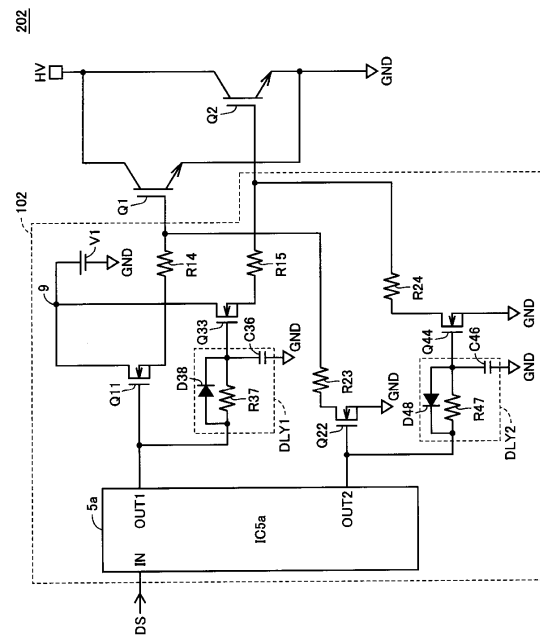 202
HV
Q2
GND
Q1
102
9
V1
GND
R14
R15
R24
Q33
C36
GND
Q11
D38
R37
DLY1
R23
Q22
GND
Q44
C46
GND
GND
D48
R47
DLY2
5a
OUT1
OUT2
IN
IC5a
DS